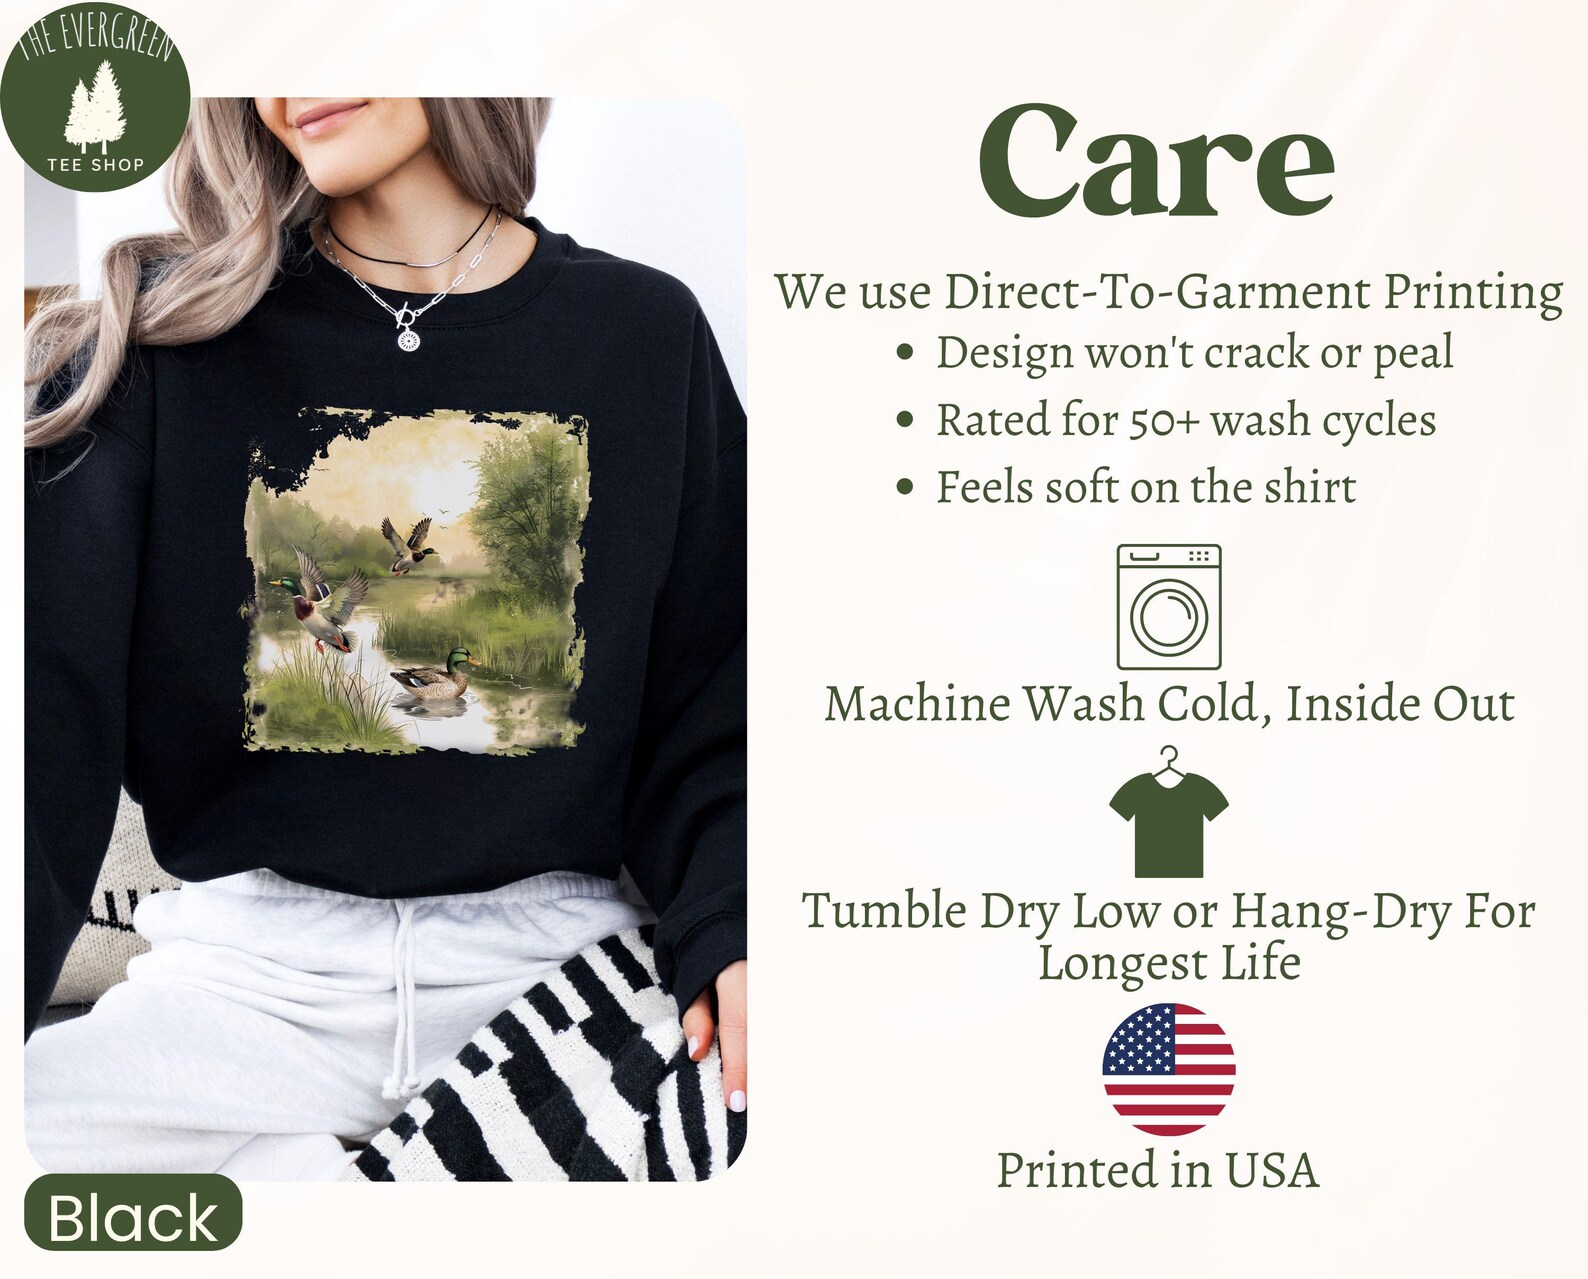 THE EVERGREEN
TEE SHOP
Care
We use Direct-To-Garment Printing
• Design won't crack or peal
• Rated for 50+ wash cycles
• Feels soft on the shirt
Machine Wash Cold, Inside Out
Tumble Dry Low or Hang-Dry For
Longest Life
Printed in USA
Black